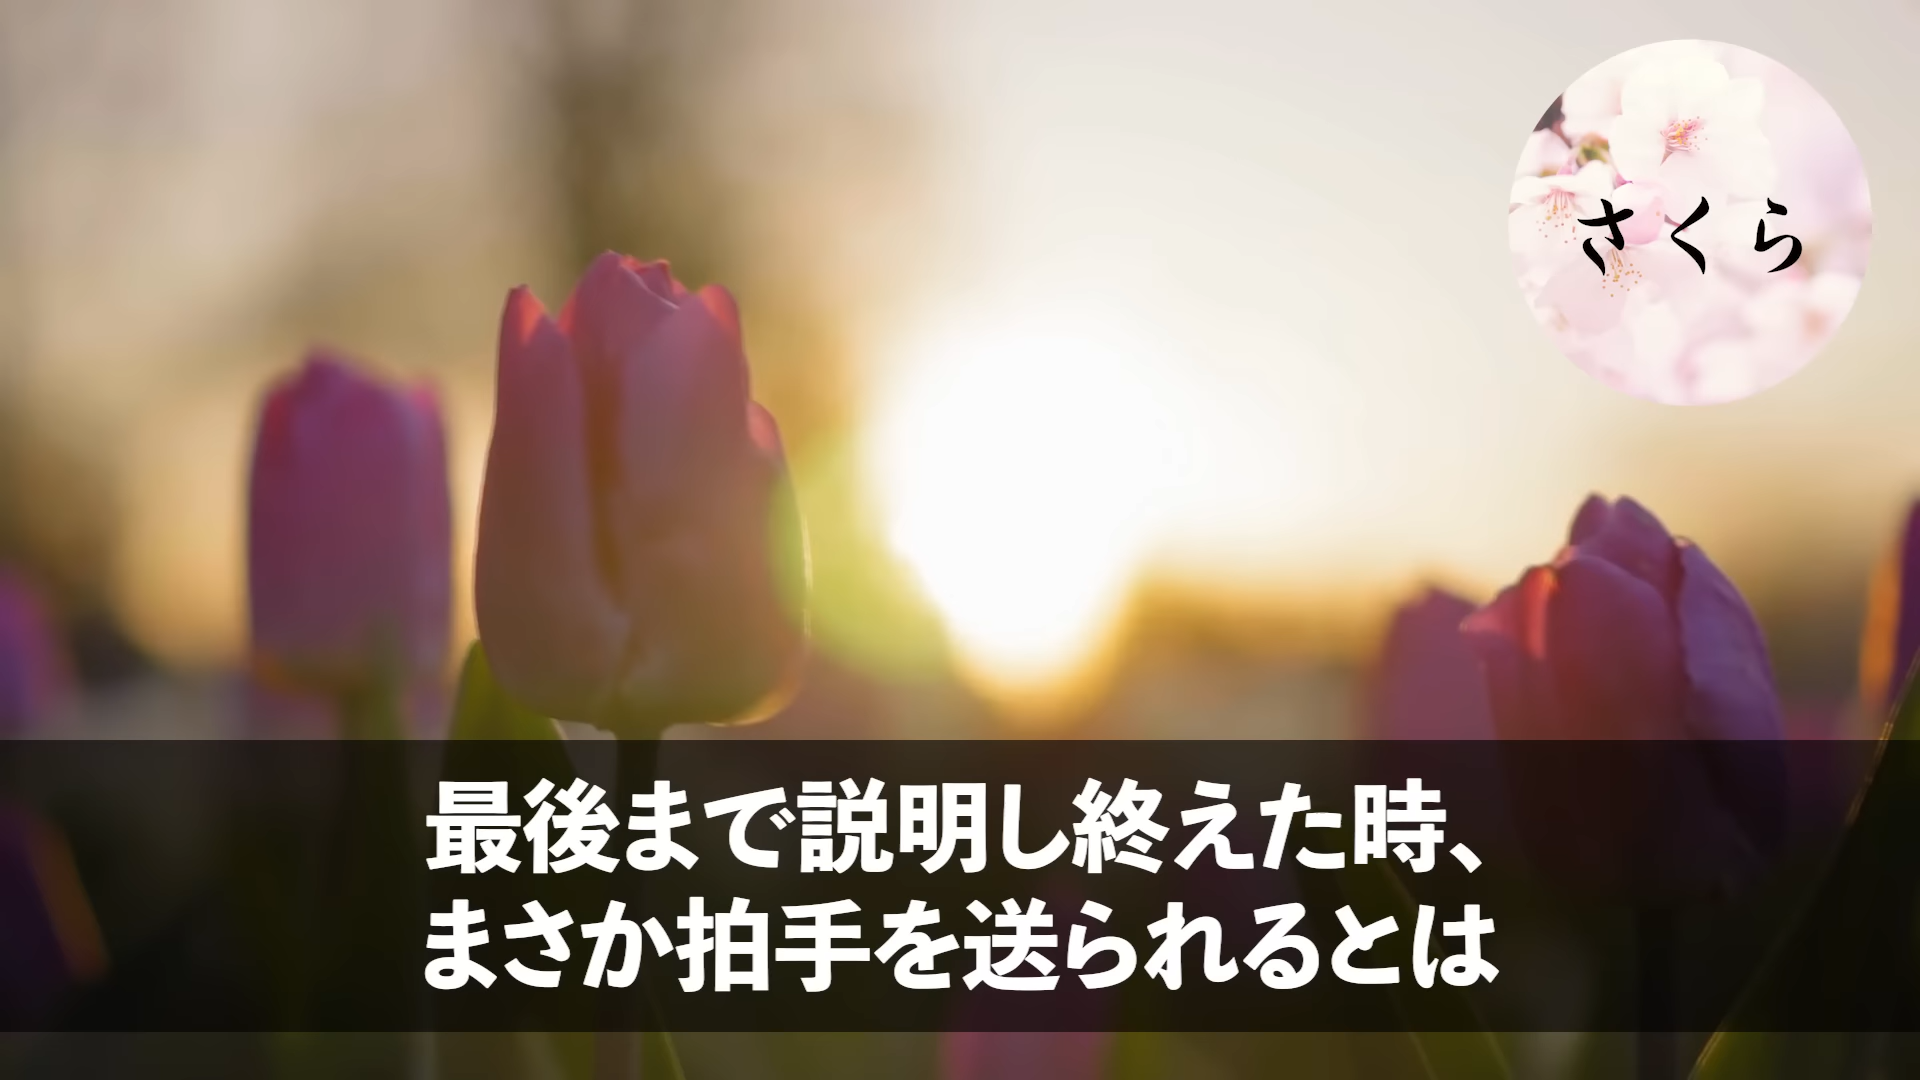 さくら
最後まで説明し終えた時、
まさか拍手を送られるとは